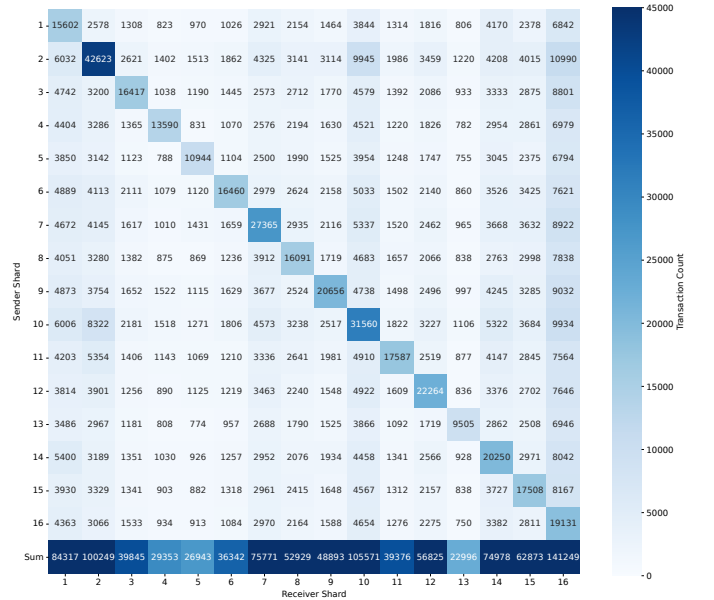 1 15602 2578 1308 823 970 1026 2921 2154 1464 3844 1314 1816 806 4170 2378 6842
2 6032 42623 2621 1402 1513 1862 4325 3141 3114 9945 1986 3459 1220 4208 4015 10990
3 4742 3200 16417 1038 1190 1445 2573 2712 1770 4579 1392 2086 933 3333 2875 8801
4 4404 3286 1365 13590 831 1070 2576 2194 1630 4521 1220 1826 782 2954 2861 6979
5 3850 3142 1123 788 10944 1104 2500 1990 1525 3954 1248 1747 755 3045 2375 6794
6 4889 4113 2111 1079 1120 16460 2979 2624 2158 5033 1502 2140 860 3526 3425 7621
7 4672 4145 1617 1010 1431 1659 27365 2935 2116 5337 1520 2462 965 3668 3632 8922
8 4051 3280 1382 875 869 1236 3912 16091 1719 4683 1657 2066 838 2763 2998 7838
9 4873 3754 1652 1522 1115 1629 3677 2524 20656 4738 1498 2496 997 4245 3285 9032
10 6006 8322 2181 1518 1271 1806 4573 3238 2517 31560 1822 3227 1106 5322 3684 9934
11 4203 5354 1406 1143 1069 1210 3336 2641 1981 4910 17587 2519 877 4147 2845 7564
12 3814 3901 1256 890 1125 1219 3463 2240 1548 4922 1609 22264 836 3376 2702 7646
13 3486 2967 1181 808 774 957 2688 1790 1525 3866 1092 1719 9505 2862 2508 6946
14 5400 3189 1351 1030 926 1257 2952 2076 1934 4458 1341 2566 928 20250 2971 8042
15 3930 3329 1341 903 882 1318 2961 2415 1648 4567 1312 2157 838 3727 17508 8167
16 4363 3066 1533 934 913 1084 2970 2164 1588 4654 1276 2275 750 3382 2811 19131
Sum 84317 100249 39845 29353 26943 36342 75771 52929 48893 105571 39376 56825 22996 74978 62873 141249
1 2 3 4 5 6 7 8 9 10 11 12 13 14 15 16
Receiver Shard
Sender Shard
45000
40000
35000
30000
25000
20000
15000
10000
5000
0
Transaction Count